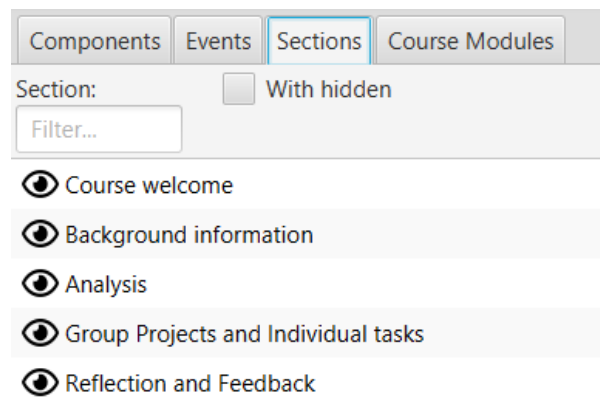 Components Events Sections Course Modules
Section: With hidden
Filter...
Course welcome
Background information
Analysis
Group Projects and Individual tasks
Reflection and Feedback